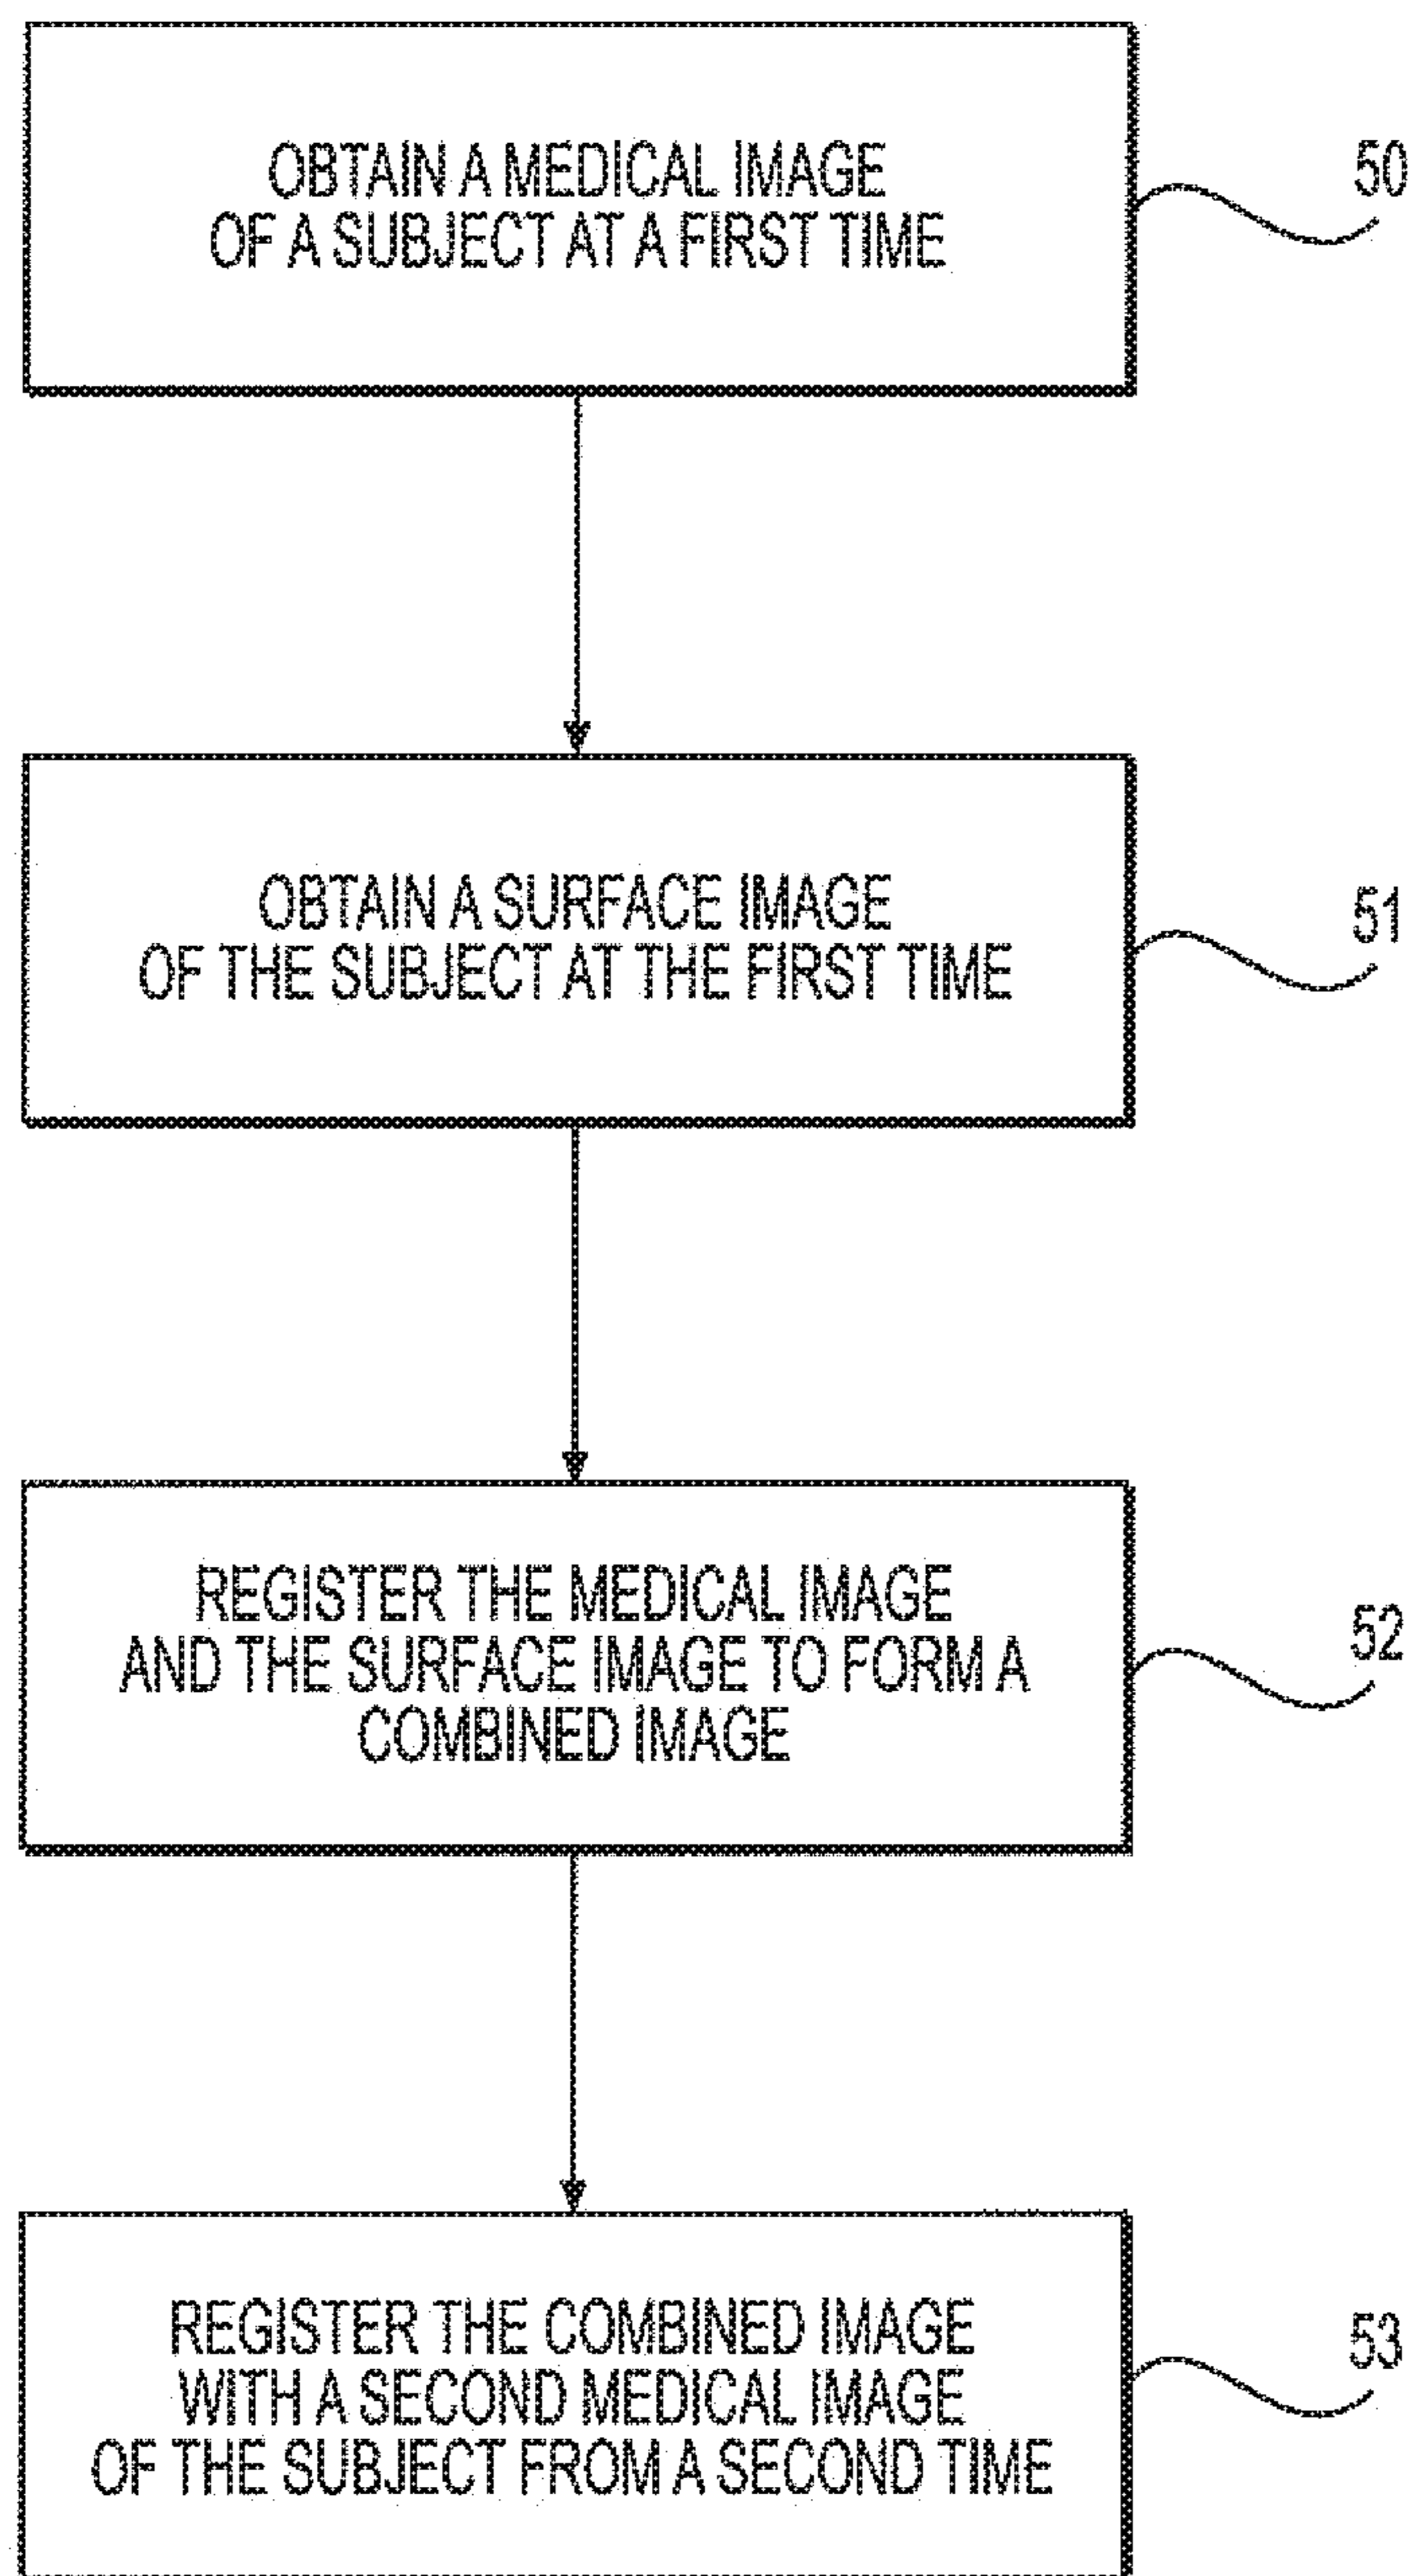 OBTAIN A MEDICAL IMAGE
OF A SUBJECT AT A FIRST TIME
50
OBTAIN A SURFACE IMAGE
OF THE SUBJECT AT THE FIRST TIME
51
REGISTER THE MEDICAL IMAGE
AND THE SURFACE IMAGE TO FORM A
COMBINED IMAGE
52
REGISTER THE COMBINED IMAGE
WITH A SECOND MEDICAL IMAGE
OF THE SUBJECT FROM A SECOND TIME
53